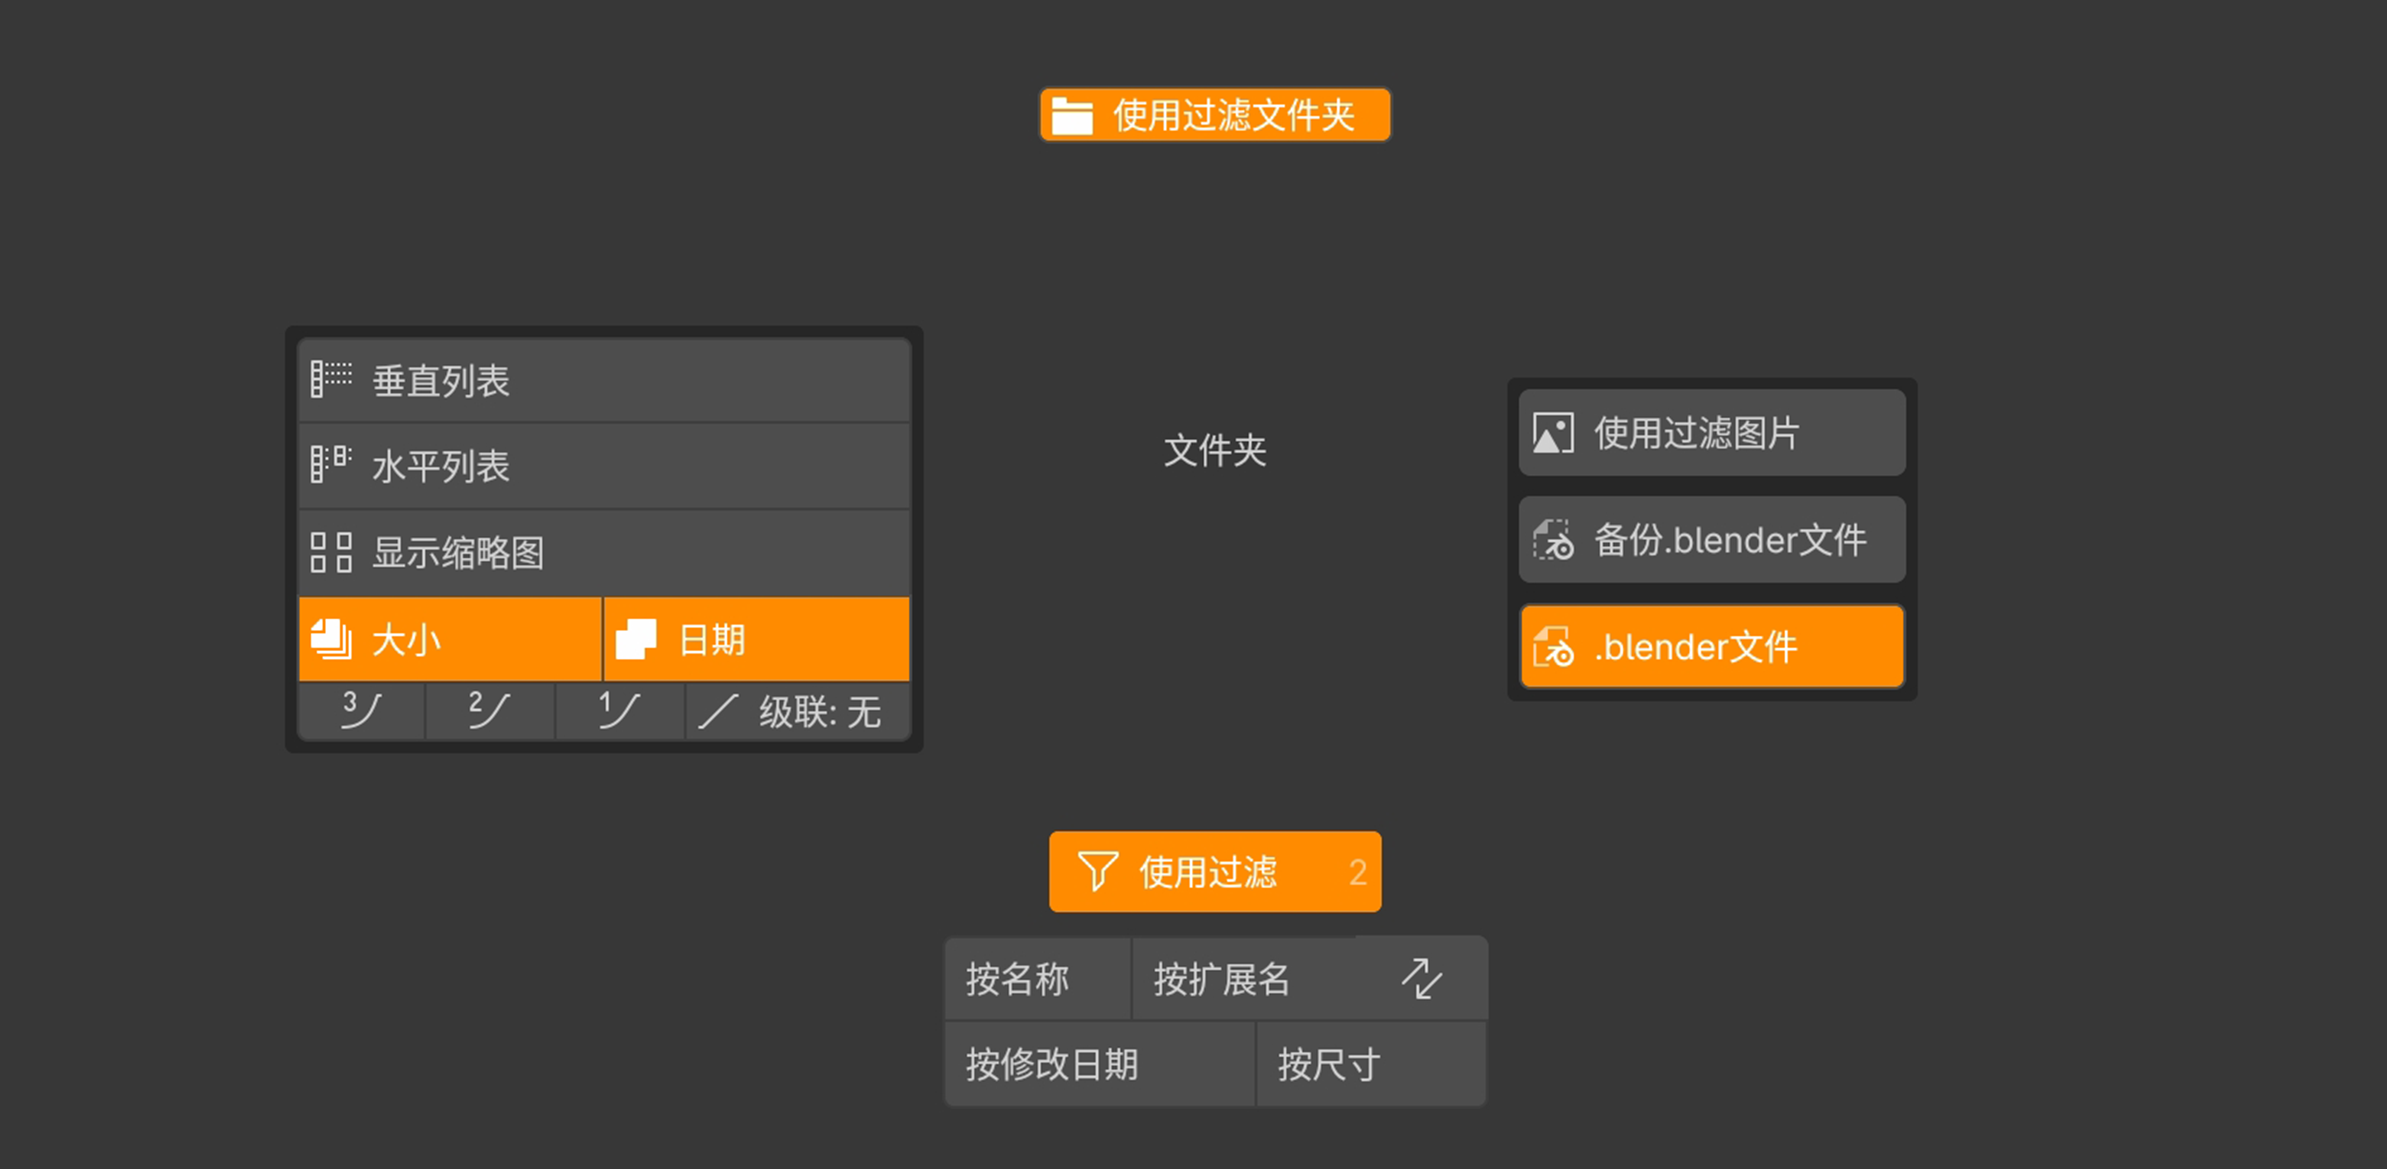 使用过滤文件夹
垂直列表
水平列表
显示缩略图
大小 日期
3 2 1 级联: 无
文件夹
使用过滤图片
备份.blender文件
.blender文件
使用过滤 2
按名称 按扩展名
按修改日期 按尺寸